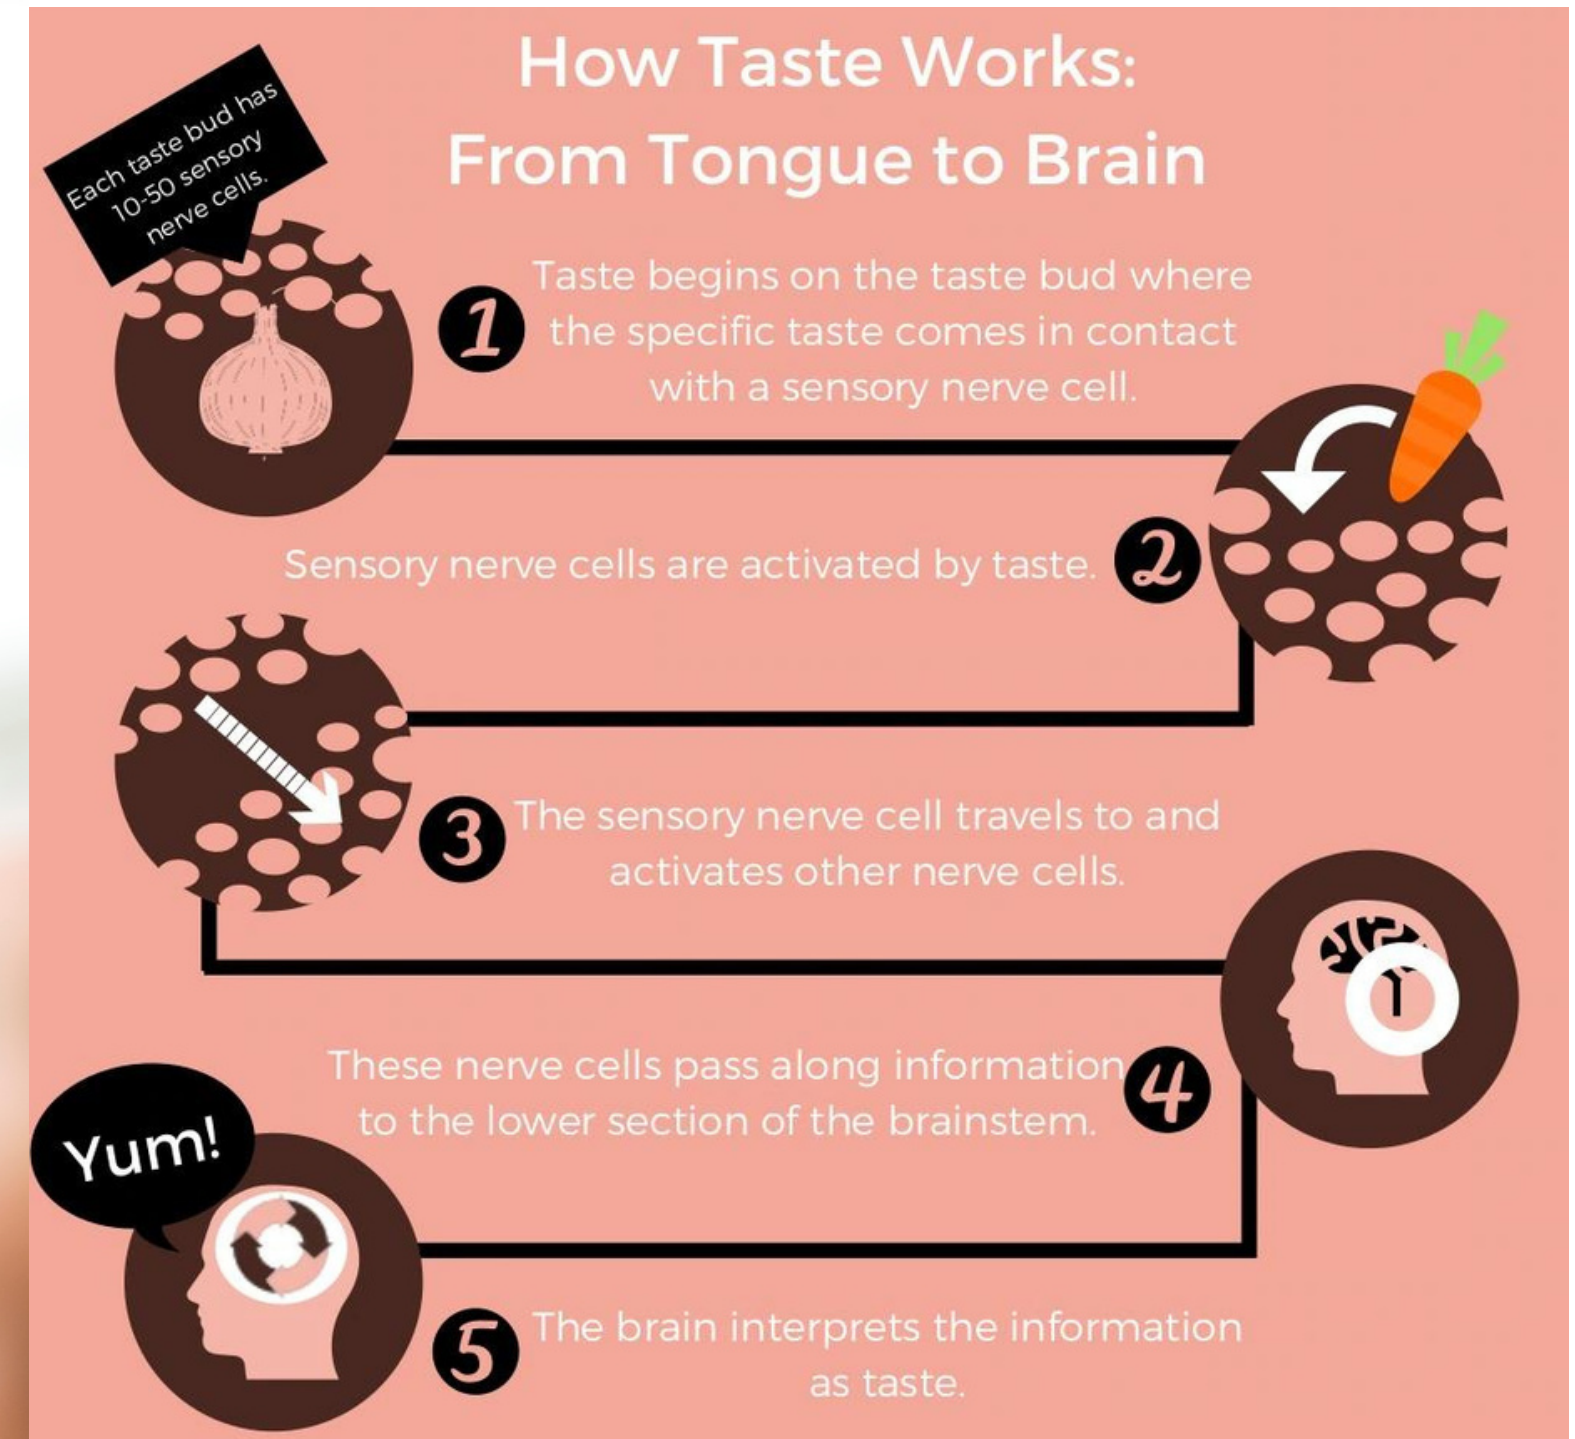 How Taste Works:
From Tongue to Brain
Each taste bud has
10-50 sensory
nerve cells.
1
Taste begins on the taste bud where
the specific taste comes in contact
with a sensory nerve cell.
Sensory nerve cells are activated by taste.
2
3
The sensory nerve cell travels to and
activates other nerve cells.
These nerve cells pass along information
to the lower section of the brainstem.
4
Yum!
5
The brain interprets the information
as taste.